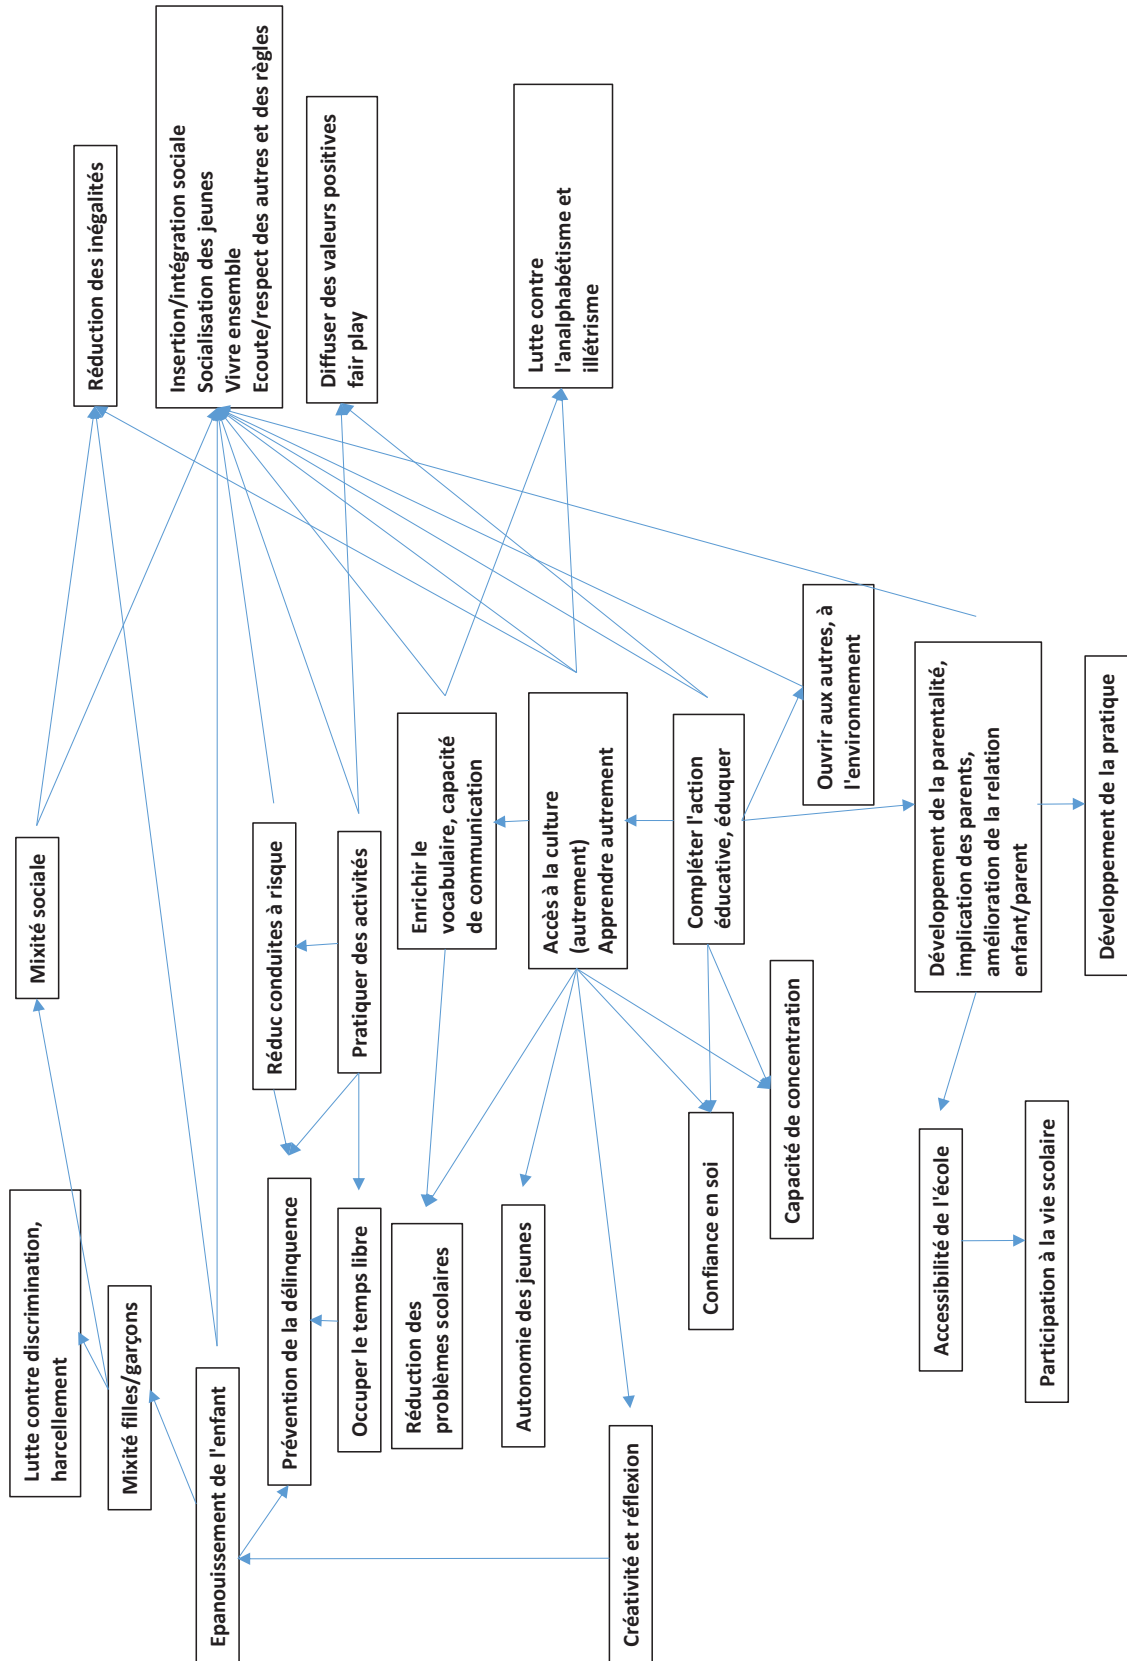 Lutte contre discrimination,
harcellement
Mixité filles/garçons
Epanouissement de l'enfant
Prévention de la délinquence
Occuper le temps libre
Réduction des
problèmes scolaires
Autonomie des jeunes
Créativité et réflexion
Confiance en soi
Capacité de concentration
Accessibilité de l'école
Participation à la vie scolaire
Mixité sociale
Réduc conduites à risque
Pratiquer des activités
Enrichir le
vocabulaire, capacité
de communication
Accès à la culture
(autrement)
Apprendre autrement
Compléter l'action
éducative, éduquer
Ouvrir aux autres, à
l'environnement
Développement de la parentalité,
implication des parents,
amélioration de la relation
enfant/parent
Développement de la pratique
Réduction des inégalités
Insertion/intégration sociale
Socialisation des jeunes
Vivre ensemble
Ecoute/respect des autres et des règles
Diffuser des valeurs positives
fair play
Lutte contre
l'analphabétisme et
illétrisme